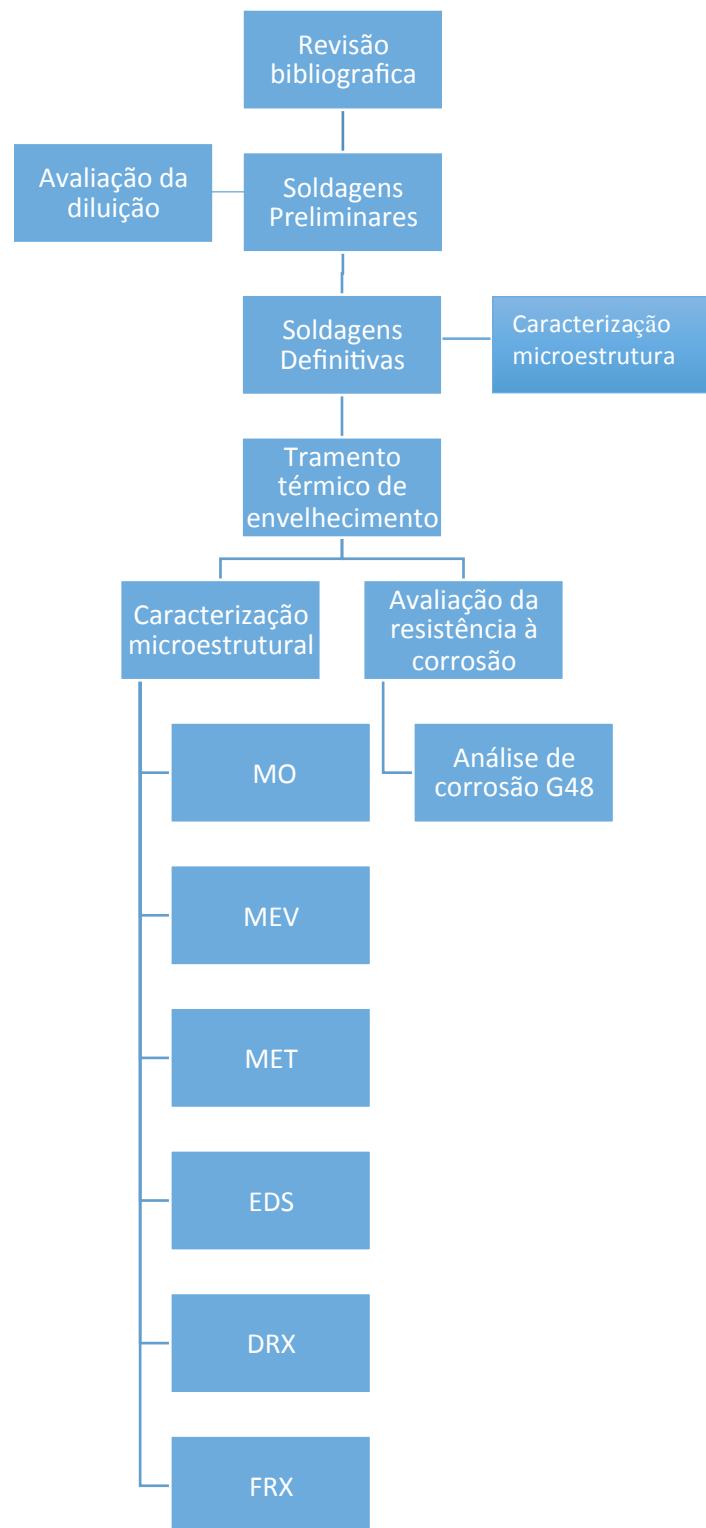 Revisão
bibliografica
Avaliação da
diluição
Soldagens
Preliminares
Soldagens
Definitivas
Caracterização
microestrutura
Tramento
térmico de
envelhecimento
Caracterização
microestrutural
Avaliação da
resistência à
corrosão
MO
Análise de
corrosão G48
MEV
MET
EDS
DRX
FRX